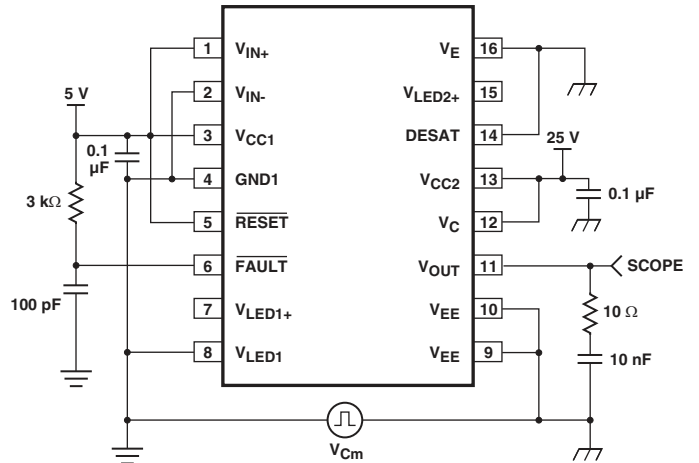 1 V_IN+ V_E 16
5 V
2 V_IN- V_LED2+ 15
3 V_CC1 DESAT 14
25 V
0.1
µF
4 GND1 V_CC2 13
0.1 µF
3 kΩ
5 RESET V_C 12
6 FAULT V_OUT 11
SCOPE
100 pF
7 V_LED1+ V_EE 10
10 Ω
8 V_LED1 V_EE 9
10 nF
V_Cm